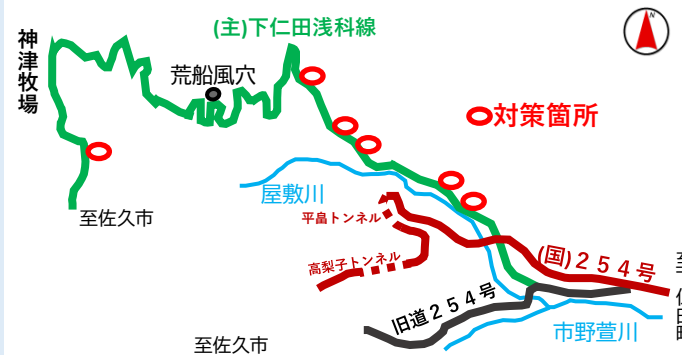 (主)下仁田浅科線
N
神津牧場
荒船風穴
対策箇所
屋敷川
平畠トンネル
至佐久市
高梨子トンネル
(国)２５４号
至
旧道２５４号
市野萱川
至佐久市